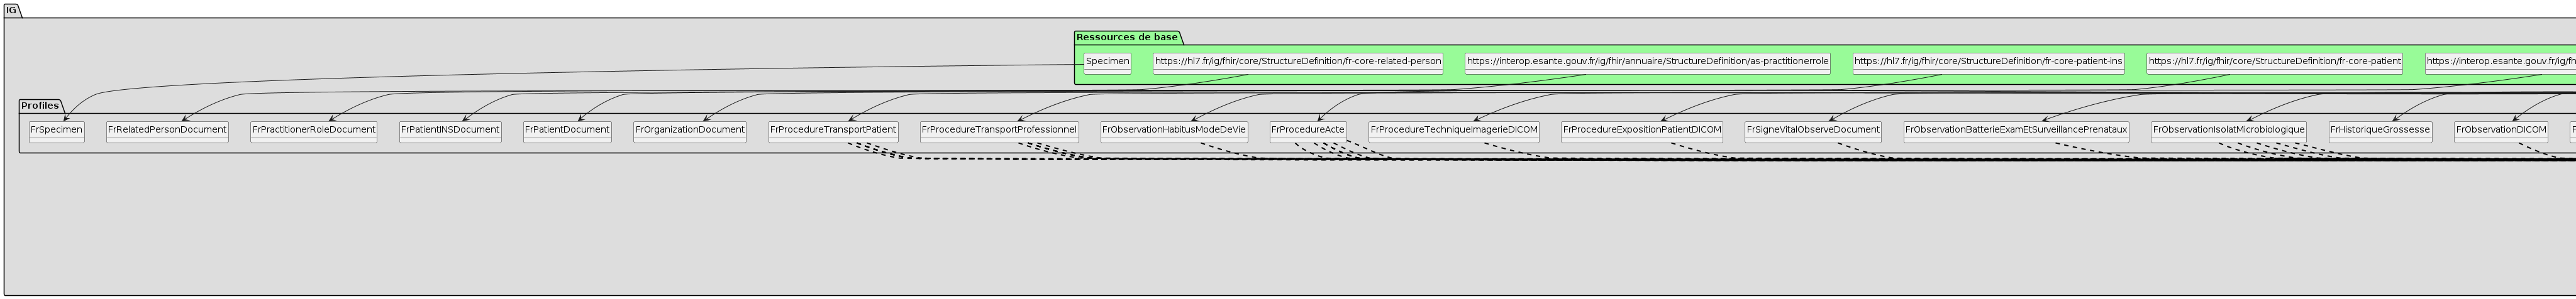 IG
Ressources de base
Specimen
https://hl7.fr/ig/fhir/core/StructureDefinition/fr-core-related-person
https://interop.esante.gouv.fr/ig/fhir/annuaire/StructureDefinition/as-practitionerrole
https://hl7.fr/ig/fhir/core/StructureDefinition/fr-core-patient-ins
https://hl7.fr/ig/fhir/core/StructureDefinition/fr-core-patient
https://interop.esante.gouv.fr/ig/fh
Profiles
FrSpecimen
FrRelatedPersonDocument
FrPractitionerRoleDocument
FrPatientINSDocument
FrPatientDocument
FrOrganizationDocument
FrProcedureTransportPatient
FrProcedureTransportProfessionnel
FrObservationHabitusModeDeVie
FrProcedureActe
FrProcedureTechniqueImagerieDICOM
FrProcedureExpositionPatientDICOM
FrSigneVitalObserveDocument
FrObservationBatterieExamEtSurveillancePrenataux
FrObservationIsolatMicrobiologique
FrHistoriqueGrossesse
FrObservationDICOM